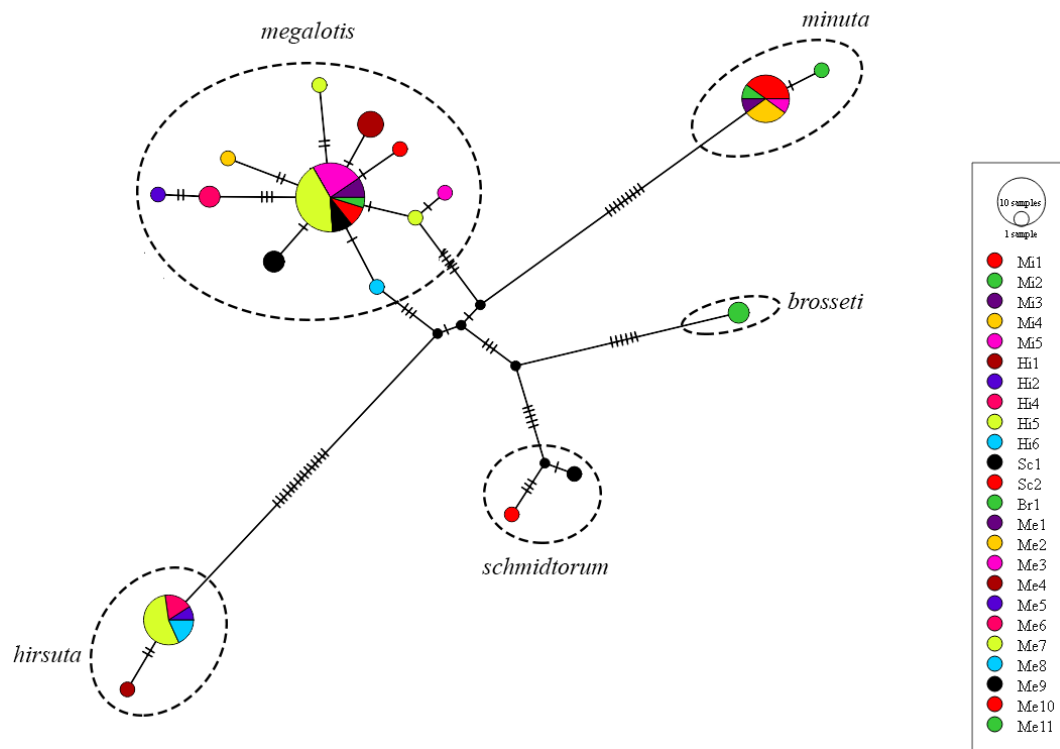 megalotis
minuta
brosseti
schmidtorum
hirsuta
10 samples
1 sample
Mi1
Mi2
Mi3
Mi4
Mi5
Hi1
Hi2
Hi4
Hi5
Hi6
Sc1
Sc2
Br1
Me1
Me2
Me3
Me4
Me5
Me6
Me7
Me8
Me9
Me10
Me11